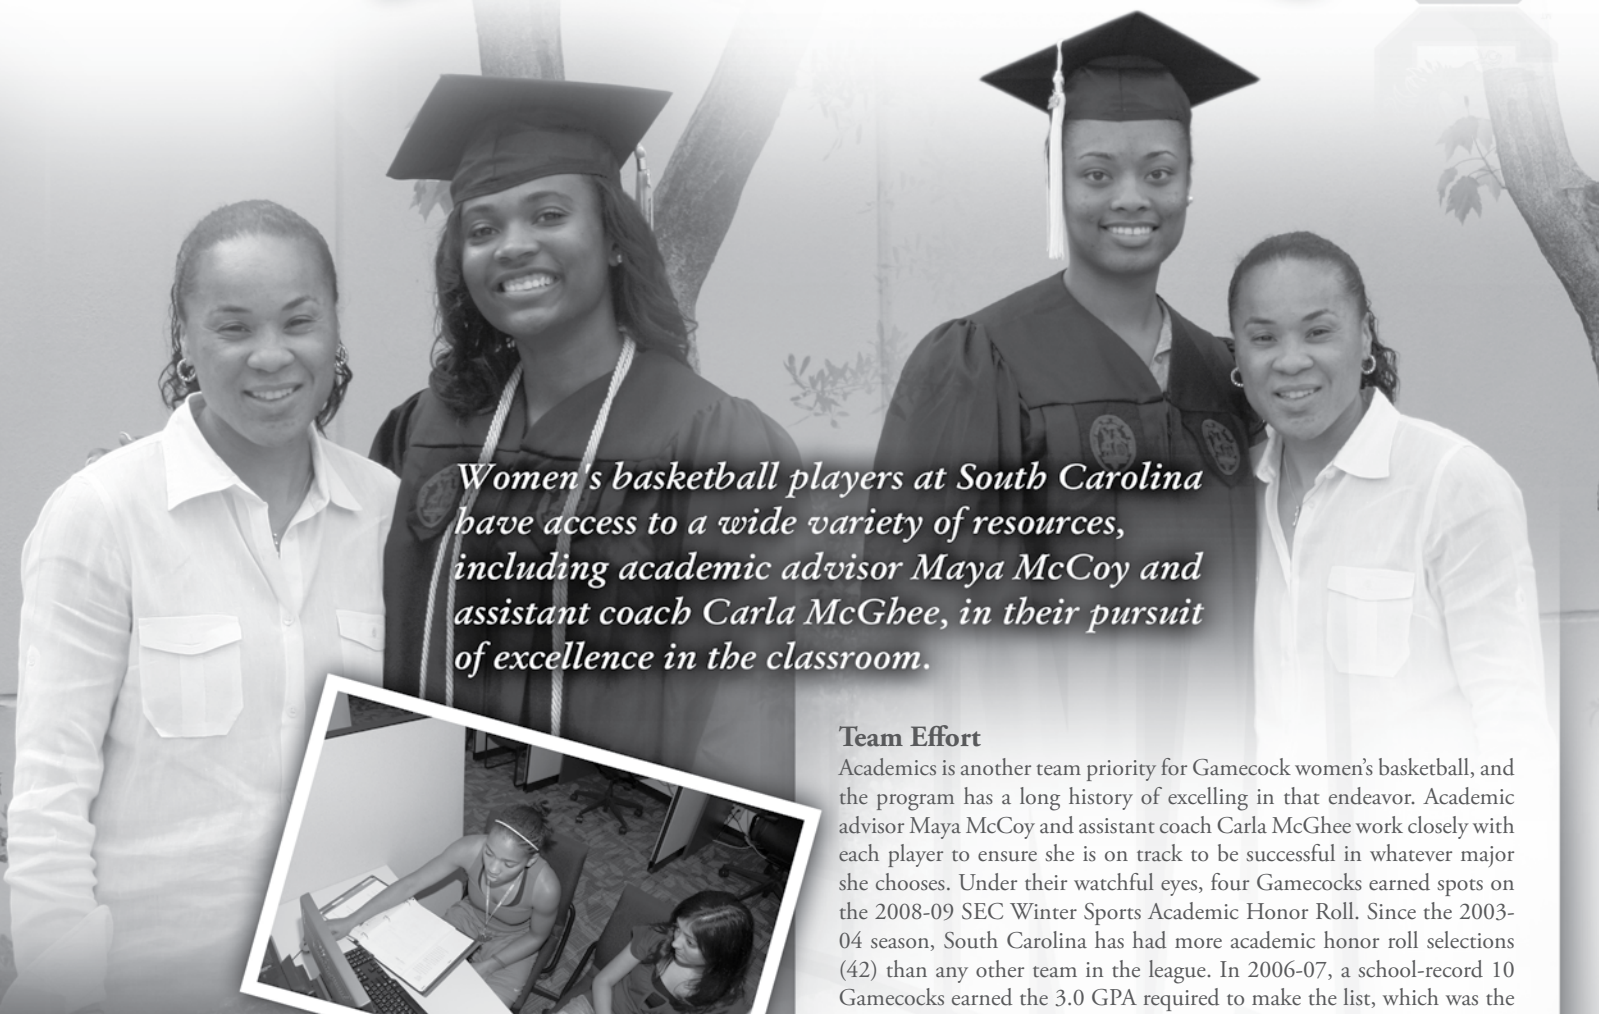 Women's basketball players at South Carolina
have access to a wide variety of resources,
including academic advisor Maya McCoy and
assistant coach Carla McGhee, in their pursuit
of excellence in the classroom.
Team Effort
Academics is another team priority for Gamecock women’s basketball, and
the program has a long history of excelling in that endeavor. Academic
advisor Maya McCoy and assistant coach Carla McGhee work closely with
each player to ensure she is on track to be successful in whatever major
she chooses. Under their watchful eyes, four Gamecocks earned spots on
the 2008-09 SEC Winter Sports Academic Honor Roll. Since the 2003-
04 season, South Carolina has had more academic honor roll selections
(42) than any other team in the league. In 2006-07, a school-record 10
Gamecocks earned the 3.0 GPA required to make the list, which was the